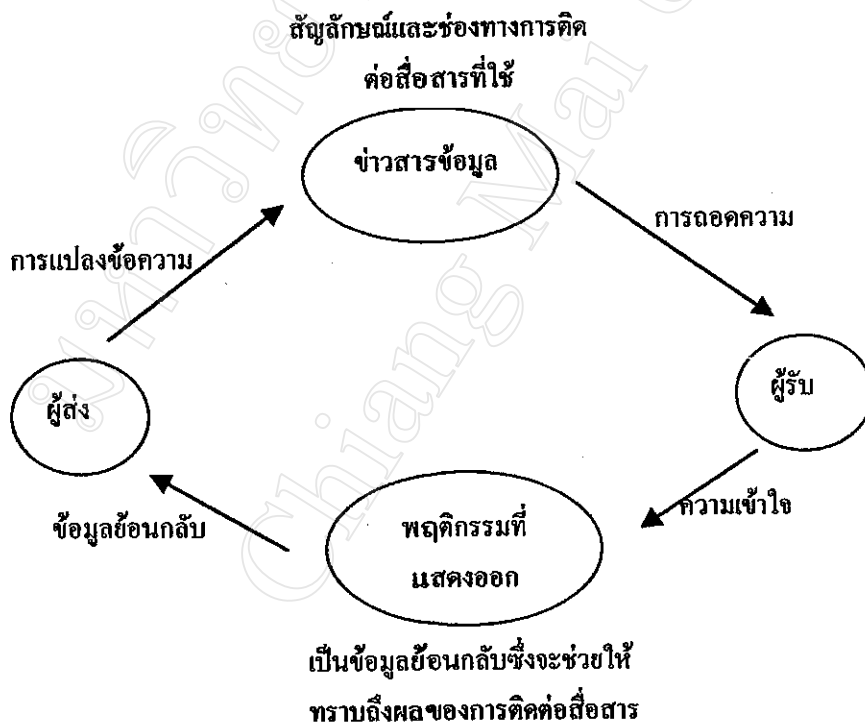 สัญลักษณ์และช่องทางการติด
ต่อสื่อสารที่ใช้
ข่าวสารข้อมูล
การถอดความ
การแปลงข้อความ
ผู้ส่ง
ผู้รับ
ข้อมูลย้อนกลับ
ความเข้าใจ
พฤติกรรมที่
แสดงออก
เป็นข้อมูลย้อนกลับซึ่งจะช่วยให้
ทราบถึงผลของการติดต่อสื่อสาร
Chiang Mai